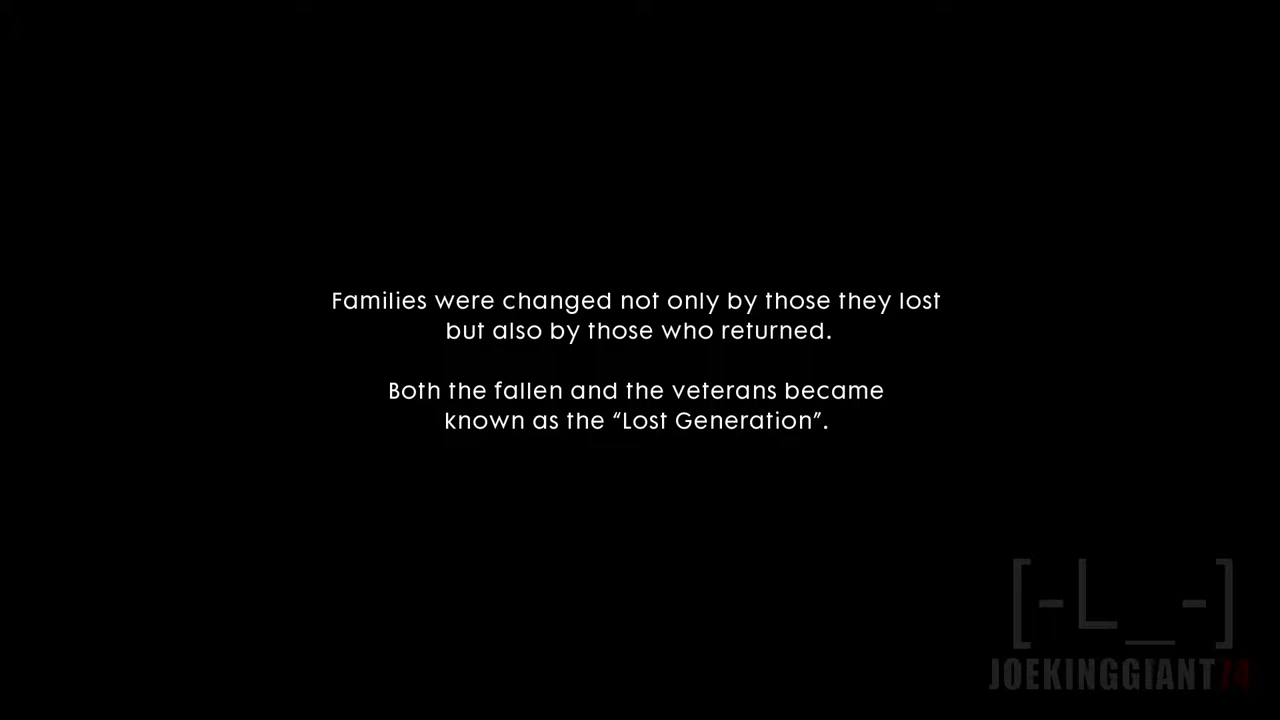 Families were changed not only by those they lost
but also by those who returned.
Both the fallen and the veterans became
known as the “Lost Generation”.
[-L_-]
JOEKINGGIANT74